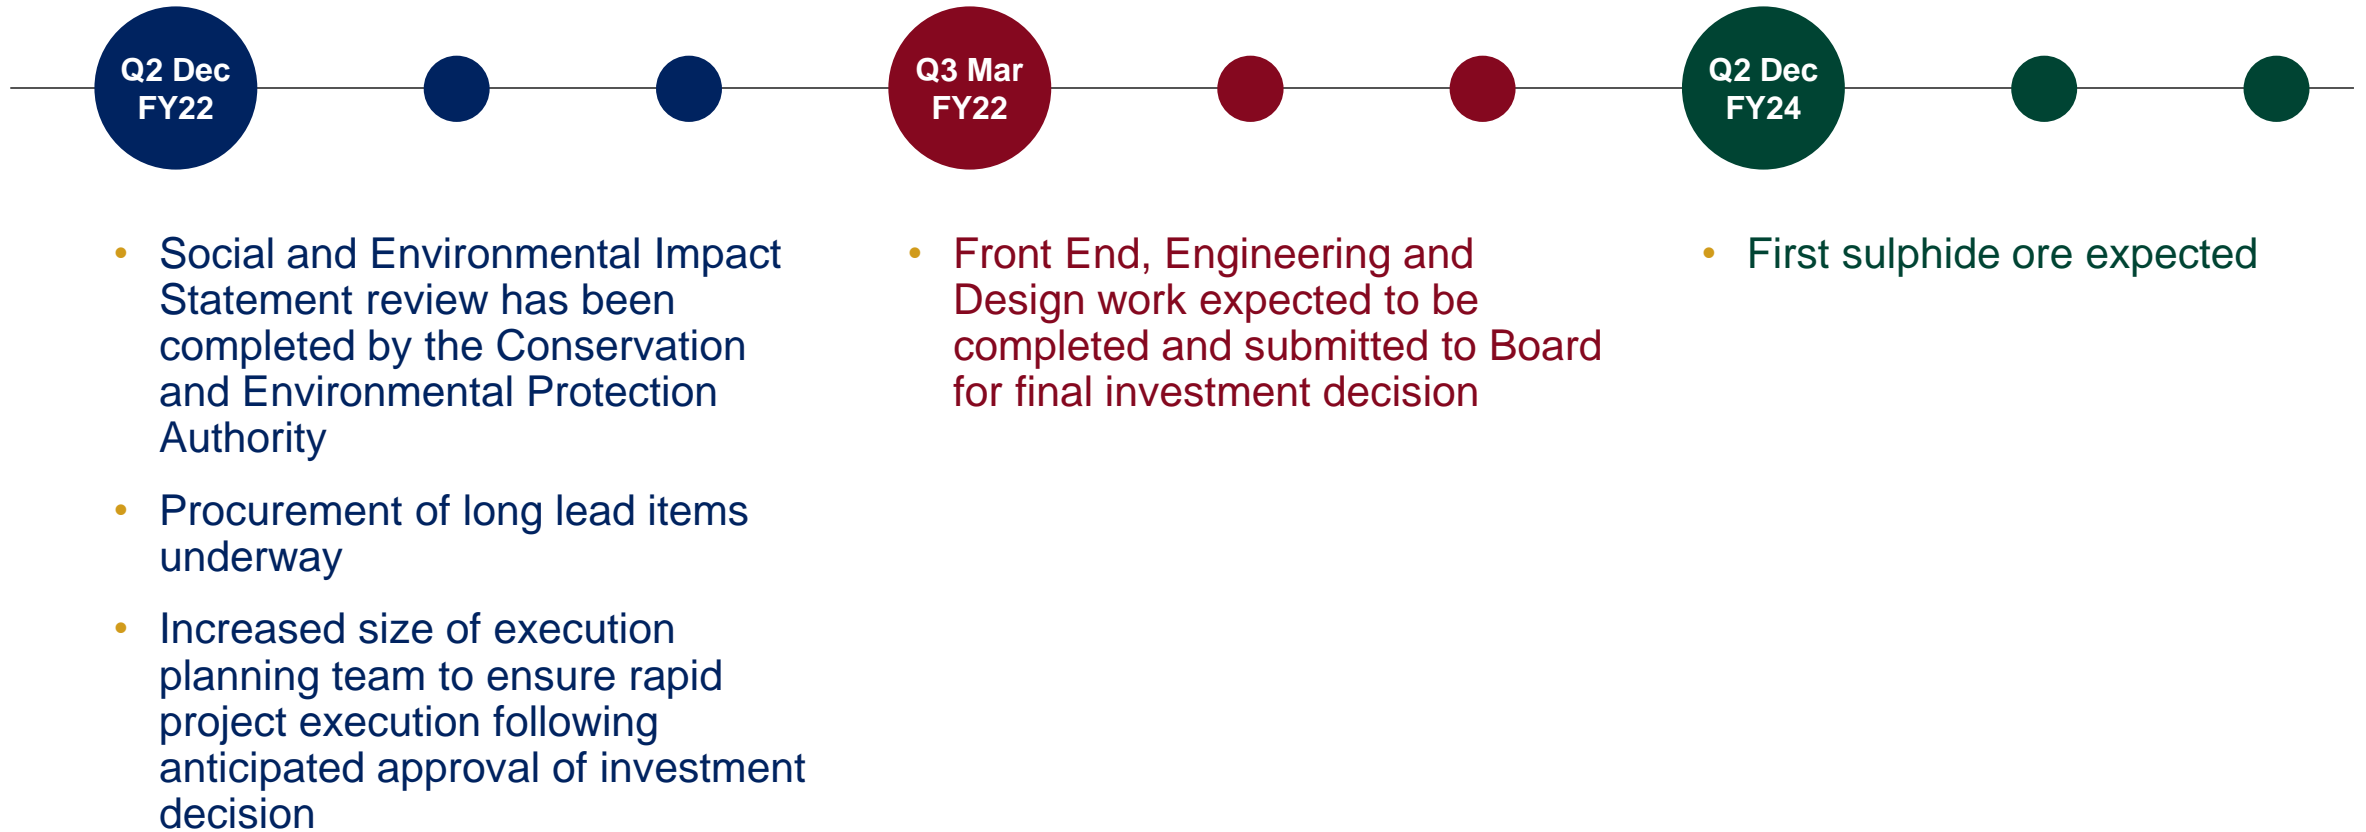 Q2 Dec
FY22
Q3 Mar
FY22
Q2 Dec
FY24
• Social and Environmental Impact
Statement review has been
completed by the Conservation
and Environmental Protection
Authority
• Procurement of long lead items
underway
• Increased size of execution
planning team to ensure rapid
project execution following
anticipated approval of investment
decision
• Front End, Engineering and
Design work expected to be
completed and submitted to Board
for final investment decision
• First sulphide ore expected